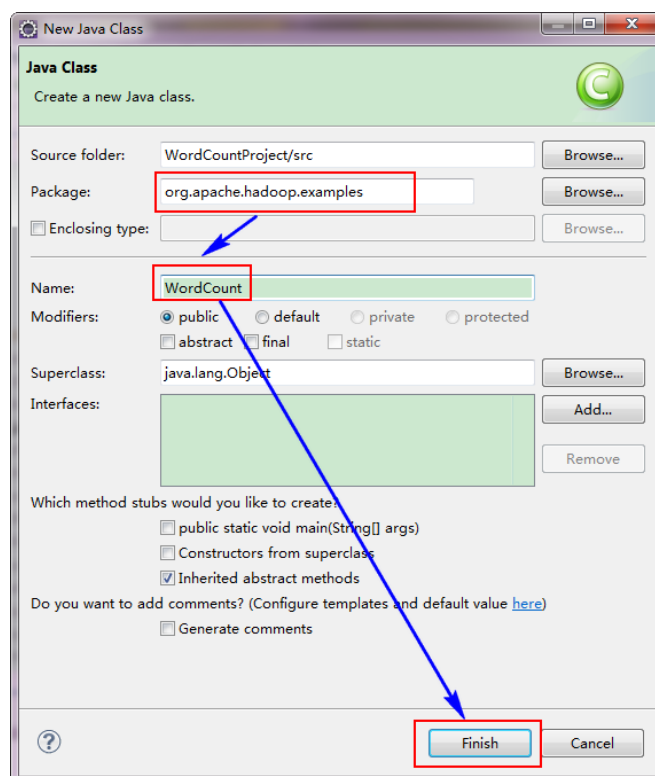 New Java Class
Java Class
Create a new Java class.
Source folder: WordCountProject/src Browse...
Package: org.apache.hadoop.examples Browse...
Enclosing type: Browse...
Name: WordCount
Modifiers: public default private protected
abstract final static
Superclass: java.lang.Object Browse...
Interfaces: Add...
Remove
Which method stubs would you like to create?
public static void main(String[] args)
Constructors from superclass
Inherited abstract methods
Do you want to add comments? (Configure templates and default value here)
Generate comments
Finish Cancel